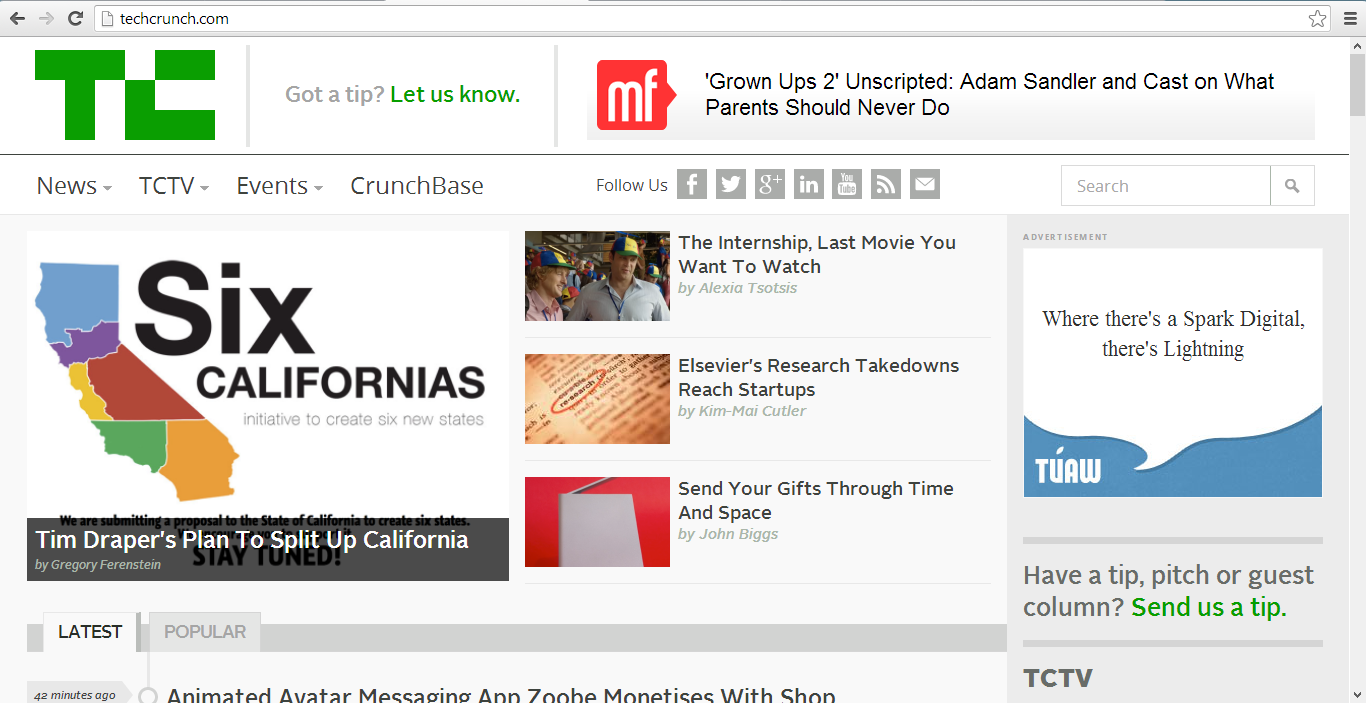 techcrunch.com
TC
Got a tip? Let us know.
mf
'Grown Ups 2' Unscripted: Adam Sandler and Cast on What
Parents Should Never Do
News
TCTV
Events
CrunchBase
Follow Us
f
g+
in
You
Tube
Search
Six
CALIFORNIAS
initiative to create six new states
We are submitting a proposal to the State of California to create six states.
STAY TUNED!
Tim Draper's Plan To Split Up California
by Gregory Ferenstein
The Internship, Last Movie You
Want To Watch
by Alexia Tsotsis
Elsevier's Research Takedowns
Reach Startups
by Kim-Mai Cutler
Send Your Gifts Through Time
And Space
by John Biggs
ADVERTISEMENT
Where there's a Spark Digital,
there's Lightning
TUAW
Have a tip, pitch or guest
column? Send us a tip.
TCTV
LATEST
POPULAR
42 minutes ago
Animated Avatar Messaging App Zoobe Monetises With Shop